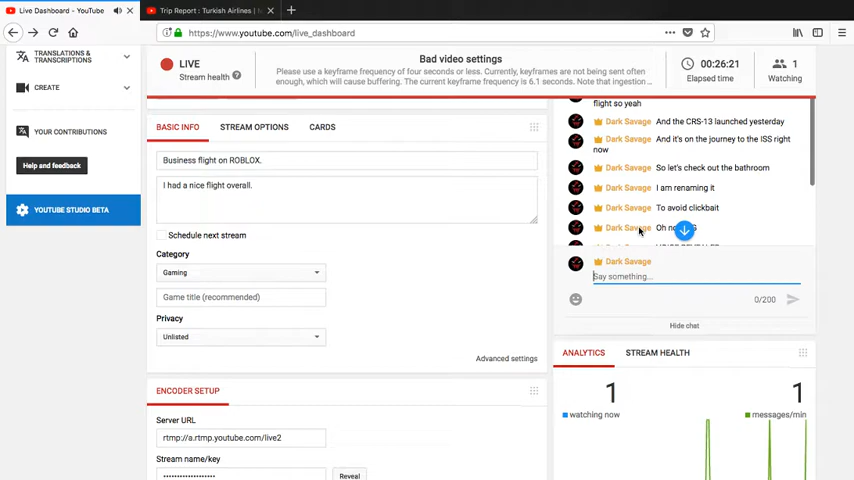 Live Dashboard - YouTube
Trip Report : Turkish Airlines |
https://www.youtube.com/live_dashboard
TRANSLATIONS &
TRANSCRIPTIONS
CREATE
YOUR CONTRIBUTIONS
Help and feedback
YOUTUBE STUDIO BETA
LIVE
Stream health ?
Bad video settings
Please use a keyframe frequency of four seconds or less. Currently, keyframes are not being sent often
enough, which will cause buffering. The current keyframe frequency is 6.1 seconds. Note that ingestion ...
00:26:21
Elapsed time
1
Watching
BASIC INFO
STREAM OPTIONS
CARDS
Business flight on ROBLOX.
I had a nice flight overall.
Schedule next stream
Category
Gaming
Game title (recommended)
Privacy
Unlisted
Advanced settings
ENCODER SETUP
Server URL
rtmp://a.rtmp.youtube.com/live2
Stream name/key
Reveal
flight so yeah
Dark Savage And the CRS-13 launched yesterday
Dark Savage And it's on the journey to the ISS right
now
Dark Savage So let's check out the bathroom
Dark Savage I am renaming it
Dark Savage To avoid clickbait
Dark Savage Oh
Dark Savage
Say something...
0/200
Hide chat
ANALYTICS
STREAM HEALTH
1
watching now
1
messages/min